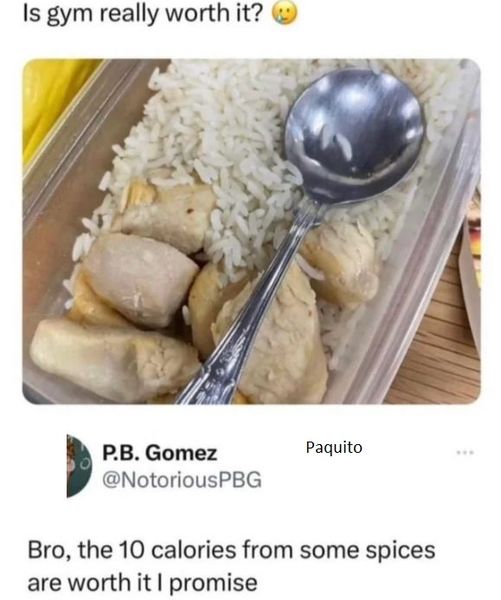 Is gym really worth it? 🥲
P.B. Gomez
Paquito
@NotoriousPBG
Bro, the 10 calories from some spices
are worth it I promise